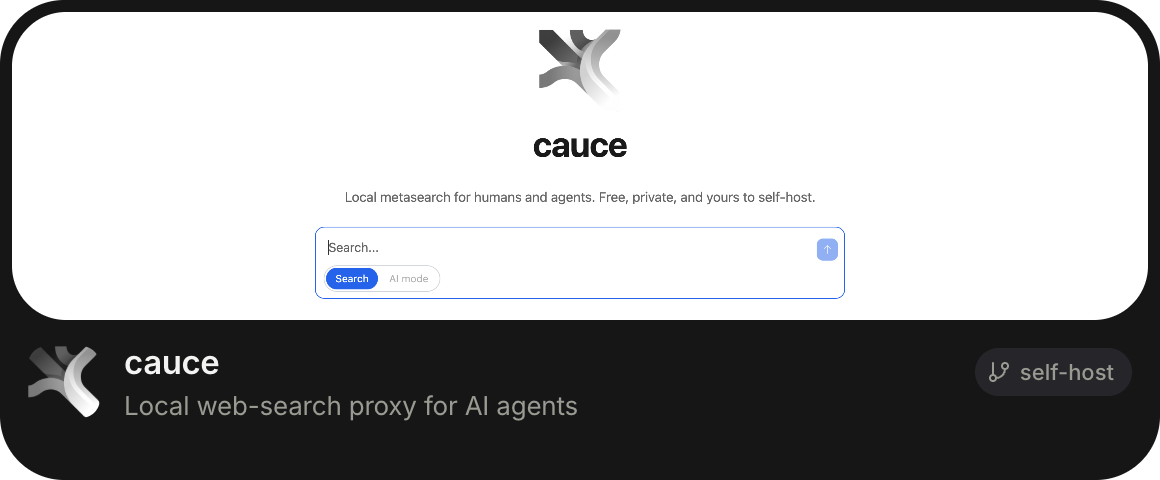 cauce
Local metasearch for humans and agents. Free, private, and yours to self-host.
Search...
Search
AI mode
cauce
self-host
Local web-search proxy for AI agents